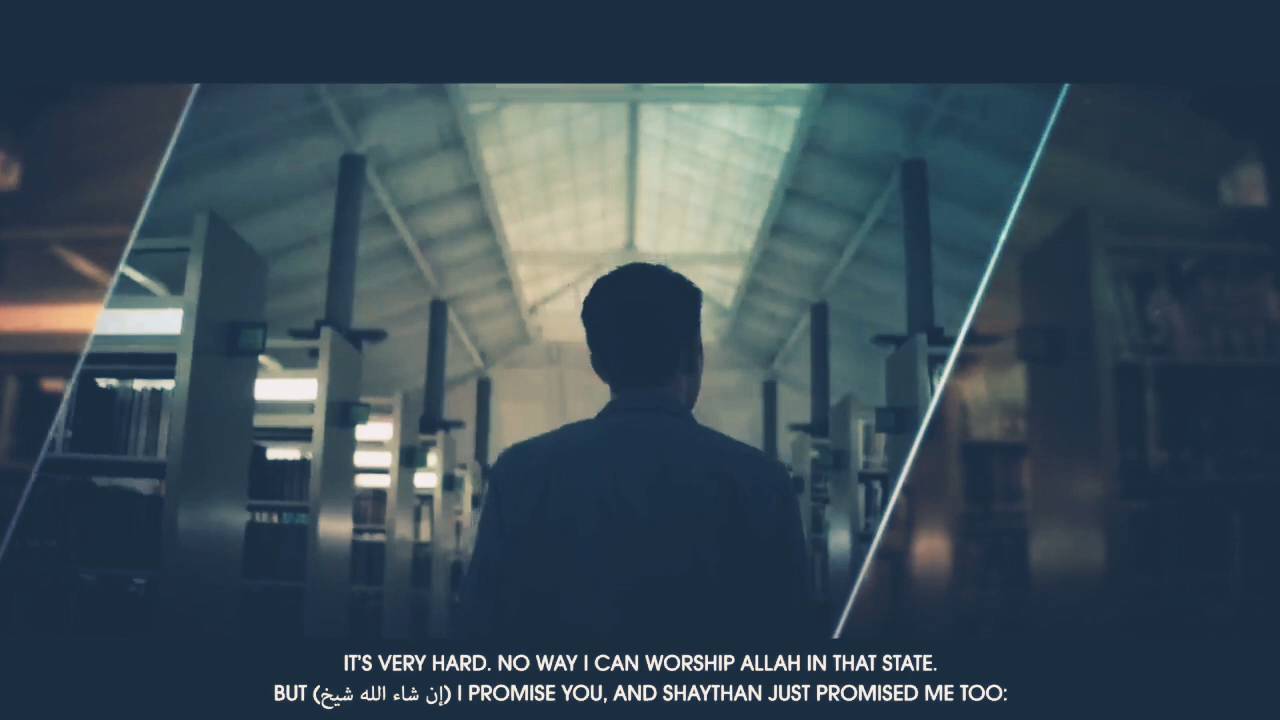 IT'S VERY HARD. NO WAY I CAN WORSHIP ALLAH IN THAT STATE.
BUT (إن شاء الله شيخ) I PROMISE YOU, AND SHAYTHAN JUST PROMISED ME TOO: